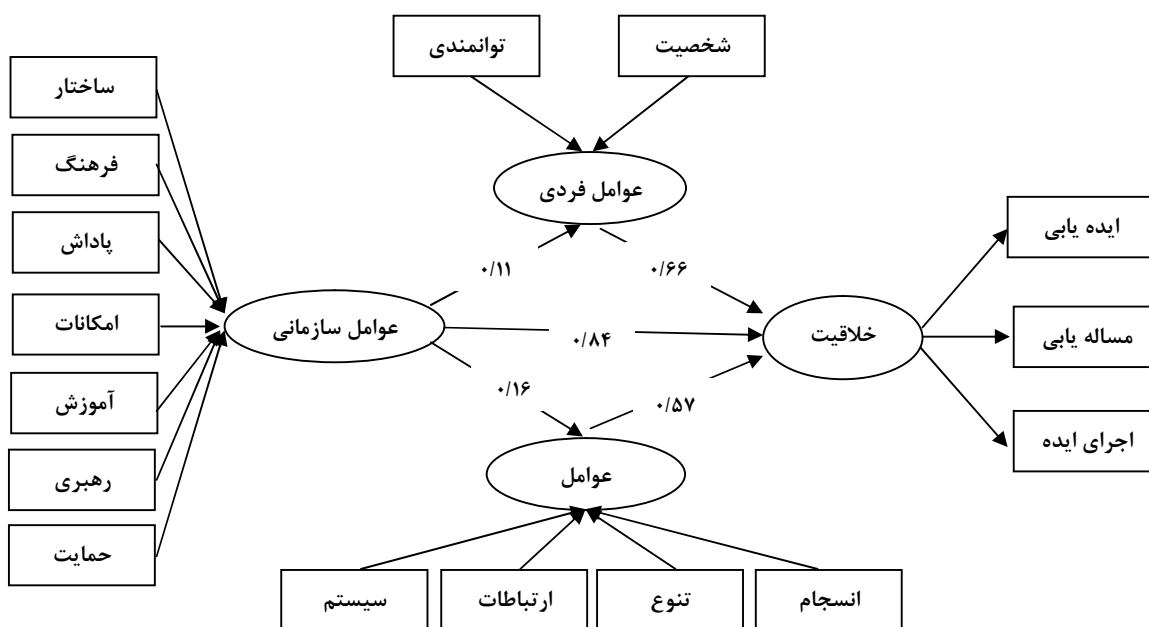 توانمندی
شخصیت
ساختار
فرهنگ
پاداش
امکانات
آموزش
رهبری
حمایت
عوامل فردی
عوامل سازمانی
خلاقیت
عوامل
ایده یابی
مساله یابی
اجرای ایده
۰/۱۱
۰/۶۶
۰/۸۴
۰/۱۶
۰/۵۷
سیستم
ارتباطات
تنوع
انسجام